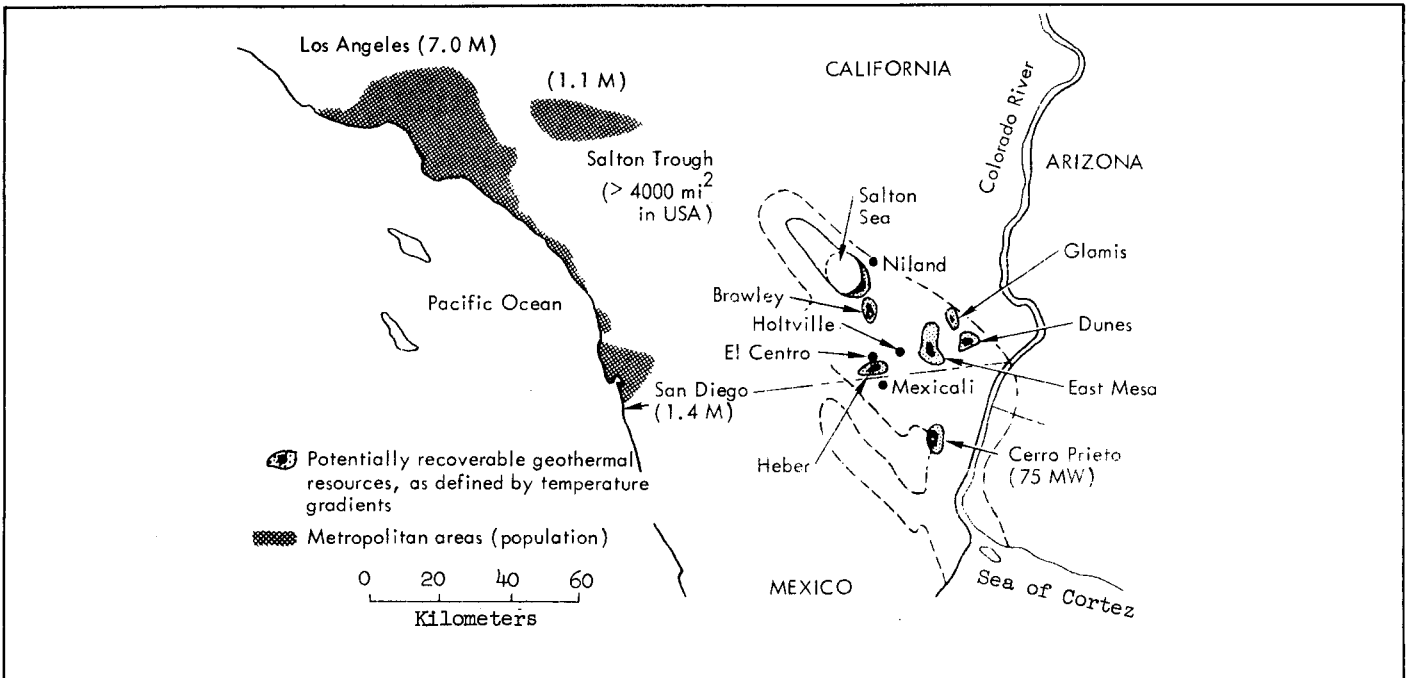 Los Angeles (7.0 M)
(1.1 M)
CALIFORNIA
Colorado River
ARIZONA
Salton Trough
(> 4000 mi2
in USA)
Salton
Sea
Niland
Glamis
Brawley
Pacific Ocean
Holtville
Dunes
El Centro
San Diego
(1.4 M)
Mexicali
East Mesa
Heber
Cerro Prieto
(75 MW)
Potentially recoverable geothermal
resources, as defined by temperature
gradients
Metropolitan areas (population)
0 20 40 60
Kilometers
MEXICO
Sea of Cortez